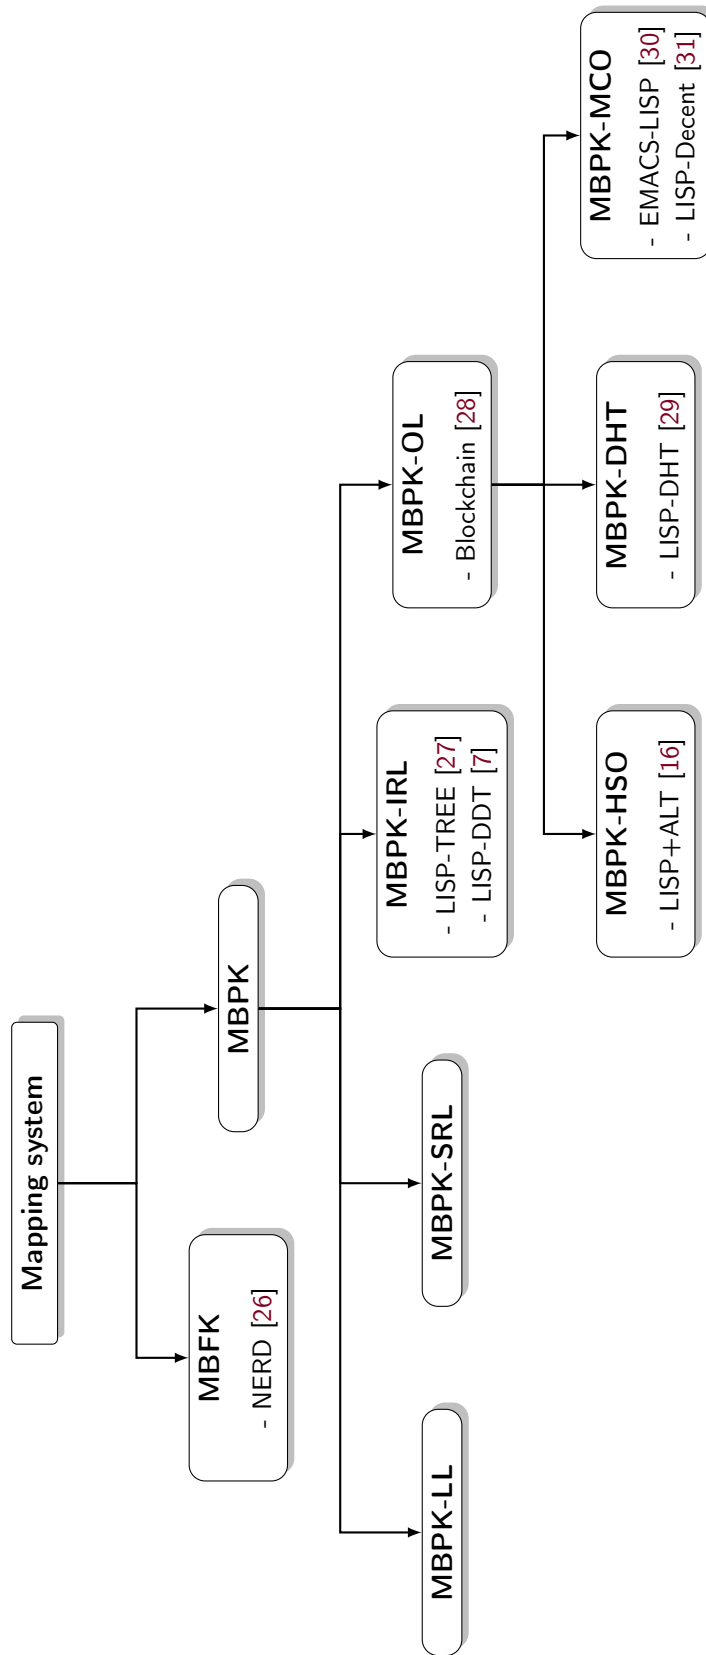 Mapping system
MBFK
- NERD [26]
MBPK
MBPK-LL
MBPK-SRL
MBPK-IRL
- LISP-TREE [27]
- LISP-DDT [7]
MBPK-OL
- Blockchain [28]
MBPK-HSO
- LISP+ALT [16]
MBPK-DHT
- LISP-DHT [29]
MBPK-MCO
- EMACS-LISP [30]
- LISP-Decent [31]